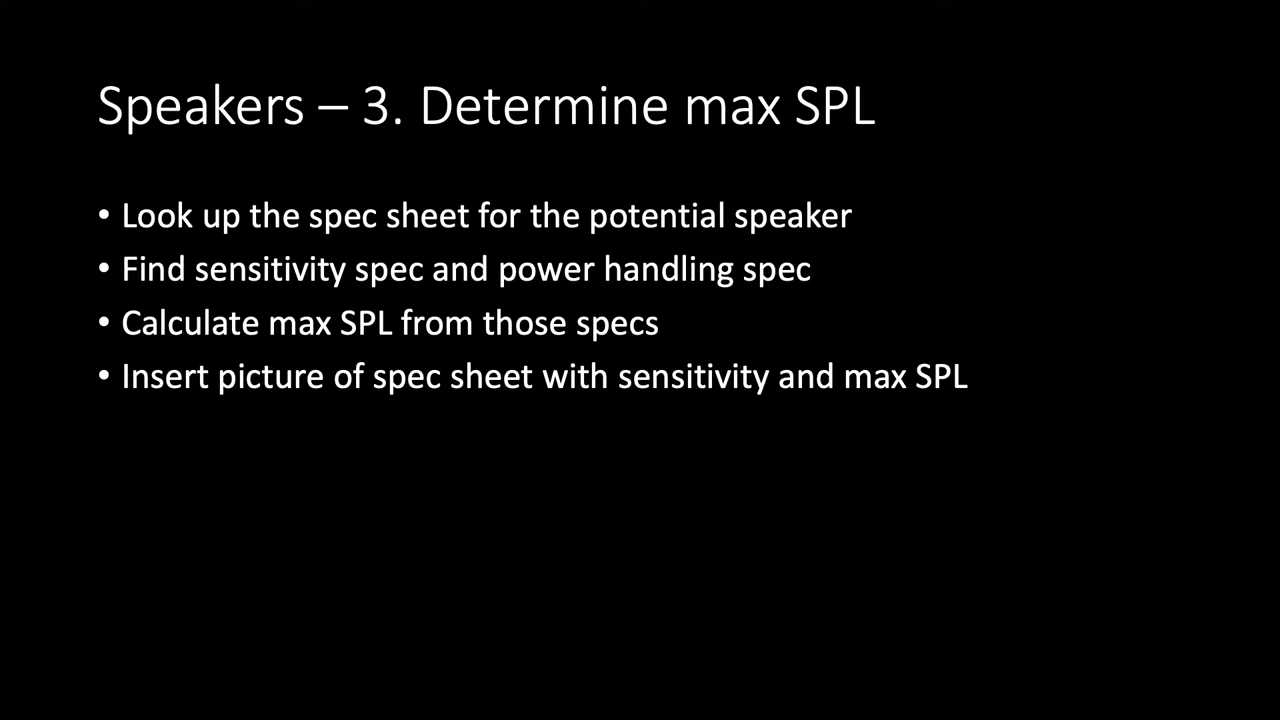 Speakers – 3. Determine max SPL
• Look up the spec sheet for the potential speaker
• Find sensitivity spec and power handling spec
• Calculate max SPL from those specs
• Insert picture of spec sheet with sensitivity and max SPL